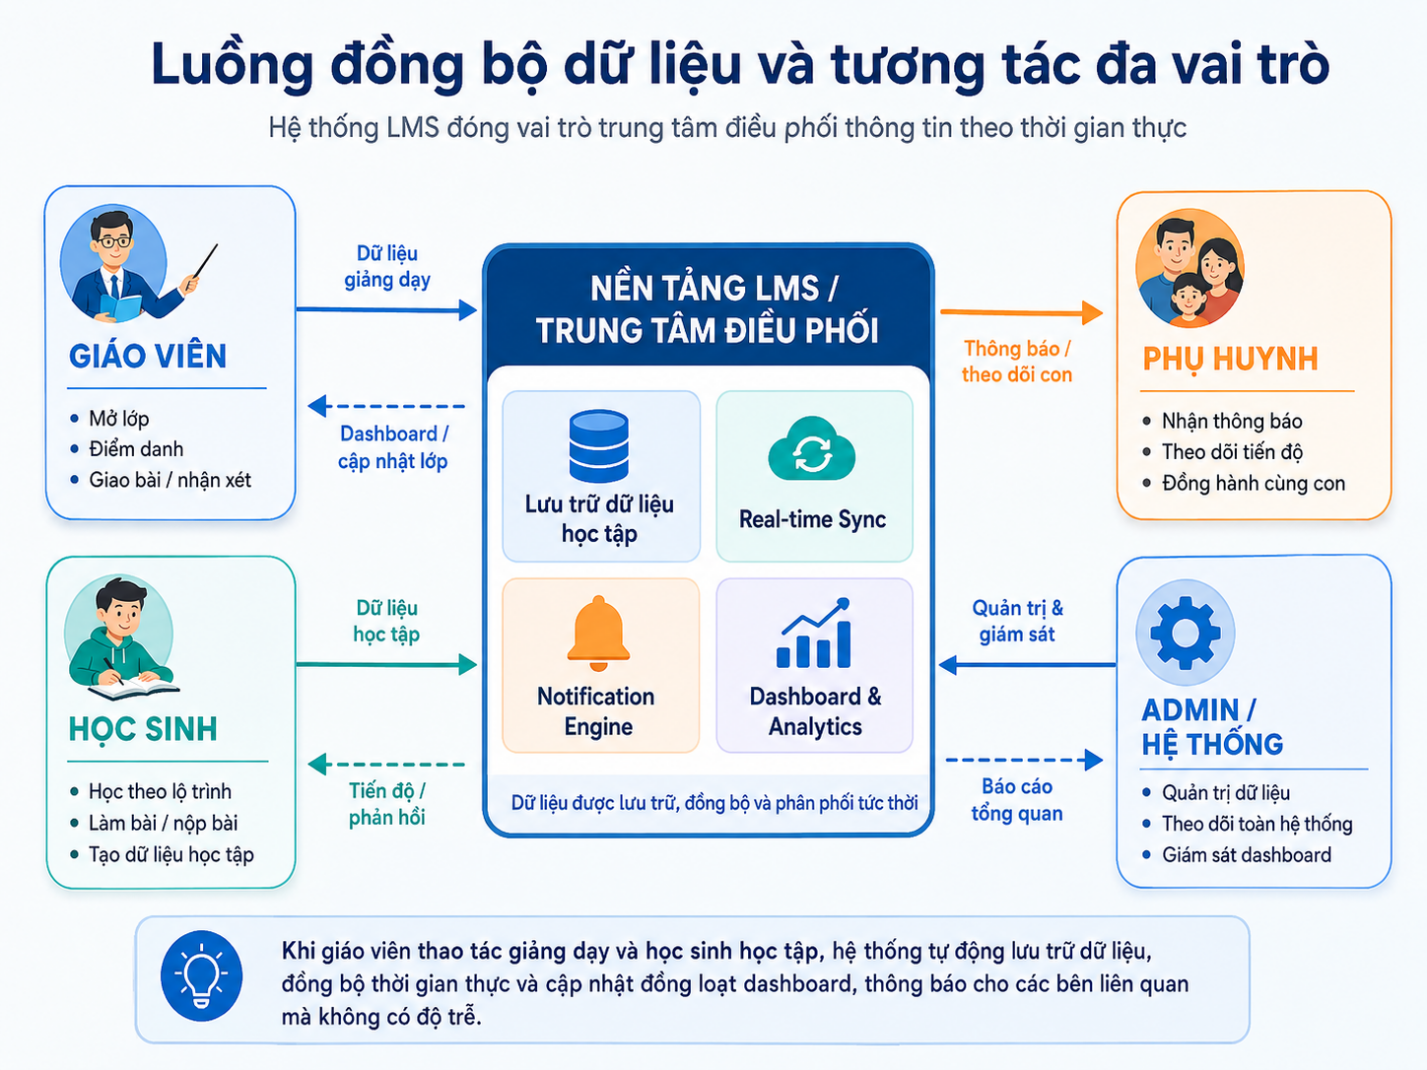 Luồng đồng bộ dữ liệu và tương tác đa vai trò
Hệ thống LMS đóng vai trò trung tâm điều phối thông tin theo thời gian thực
GIÁO VIÊN
• Mở lớp
• Điểm danh
• Giao bài / nhận xét
Dữ liệu
giảng dạy
Dashboard /
cập nhật lớp
HỌC SINH
• Học theo lộ trình
• Làm bài / nộp bài
• Tạo dữ liệu học tập
Dữ liệu
học tập
Tiến độ /
phản hồi
NỀN TẢNG LMS /
TRUNG TÂM ĐIỀU PHỐI
Lưu trữ dữ liệu
học tập
Real-time Sync
Notification
Engine
Dashboard &
Analytics
Dữ liệu được lưu trữ, đồng bộ và phân phối tức thời
Thông báo /
theo dõi con
PHỤ HUYNH
• Nhận thông báo
• Theo dõi tiến độ
• Đồng hành cùng con
Quản trị &
giám sát
Báo cáo
tổng quan
ADMIN /
HỆ THỐNG
• Quản trị dữ liệu
• Theo dõi toàn hệ thống
• Giám sát dashboard
Khi giáo viên thao tác giảng dạy và học sinh học tập, hệ thống tự động lưu trữ dữ liệu,
đồng bộ thời gian thực và cập nhật đồng loạt dashboard, thông báo cho các bên liên quan
mà không có độ trễ.